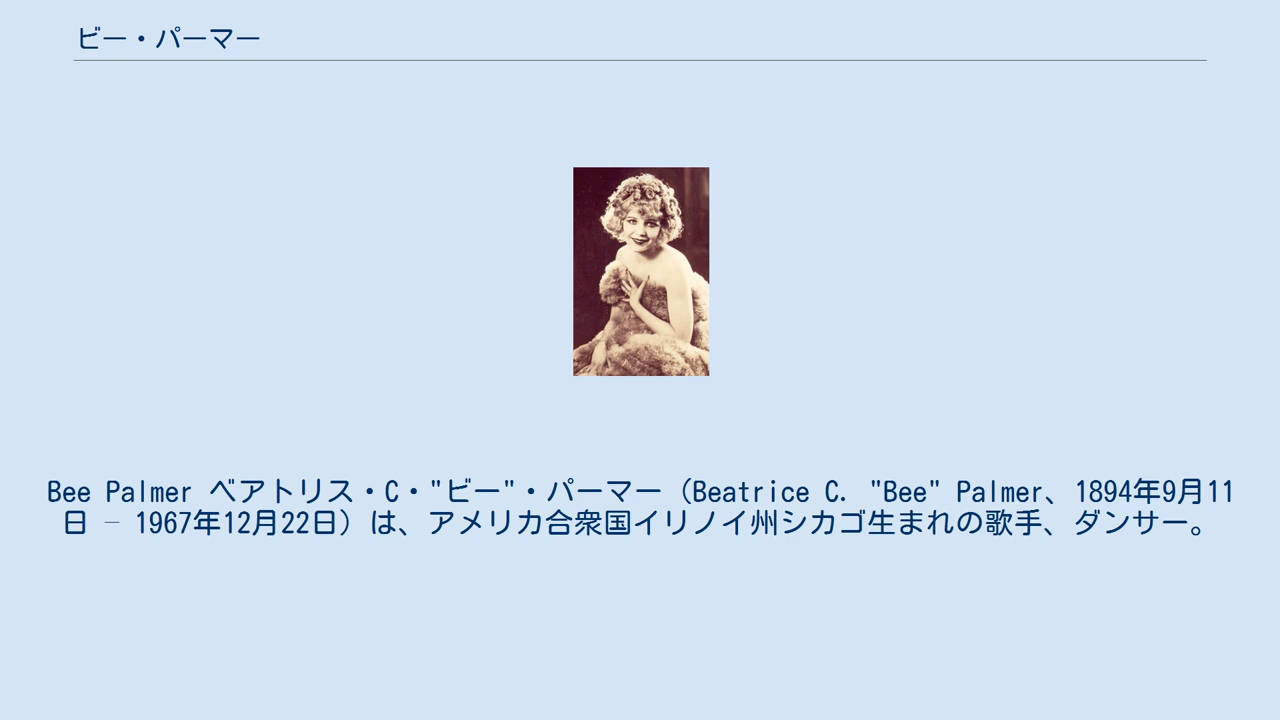 ビー・パーマー
Bee Palmer ベアトリス・C・"ビー"・パーマー（Beatrice C. "Bee" Palmer、1894年9月11
日 – 1967年12月22日）は、アメリカ合衆国イリノイ州シカゴ生まれの歌手、ダンサー。